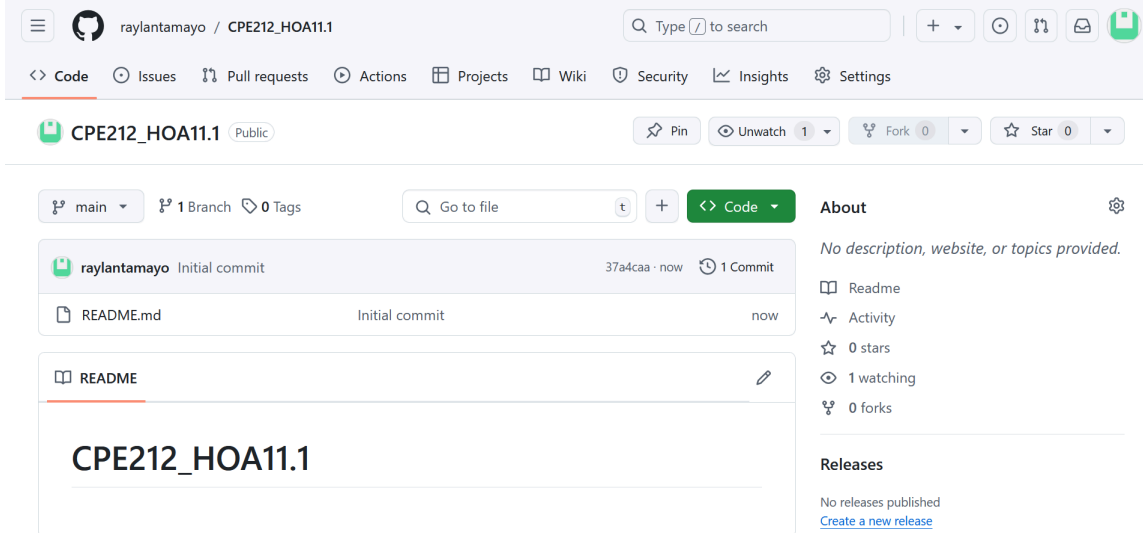 raylantamayo / CPE212_HOA11.1 Type / to search
Code Issues Pull requests Actions Projects Wiki Security Insights Settings
CPE212_HOA11.1 Public Pin Unwatch 1 Fork 0 Star 0
main 1 Branch 0 Tags Go to file t + Code
raylantamayo Initial commit 37a4caa · now 1 Commit
README.md Initial commit now
README
CPE212_HOA11.1
About
No description, website, or topics provided.
Readme
Activity
0 stars
1 watching
0 forks
Releases
No releases published
Create a new release